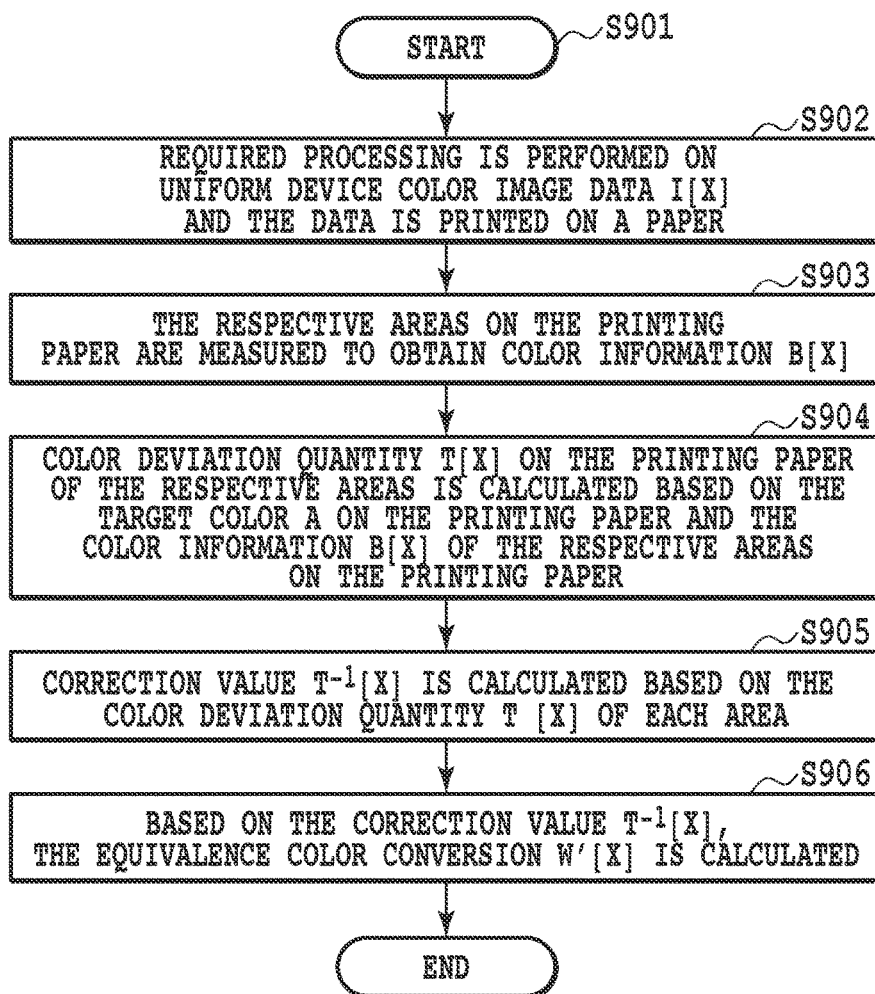 START
S901
S902
REQUIRED PROCESSING IS PERFORMED ON
UNIFORM DEVICE COLOR IMAGE DATA I[X]
AND THE DATA IS PRINTED ON A PAPER
S903
THE RESPECTIVE AREAS ON THE PRINTING
PAPER ARE MEASURED TO OBTAIN COLOR INFORMATION B[X]
S904
COLOR DEVIATION QUANTITY T[X] ON THE PRINTING PAPER
OF THE RESPECTIVE AREAS IS CALCULATED BASED ON THE
TARGET COLOR A ON THE PRINTING PAPER AND THE
COLOR INFORMATION B[X] OF THE RESPECTIVE AREAS
ON THE PRINTING PAPER
S905
CORRECTION VALUE T⁻¹[X] IS CALCULATED BASED ON THE
COLOR DEVIATION QUANTITY T [X] OF EACH AREA
S906
BASED ON THE CORRECTION VALUE T⁻¹[X],
THE EQUIVALENCE COLOR CONVERSION W'[X] IS CALCULATED
END